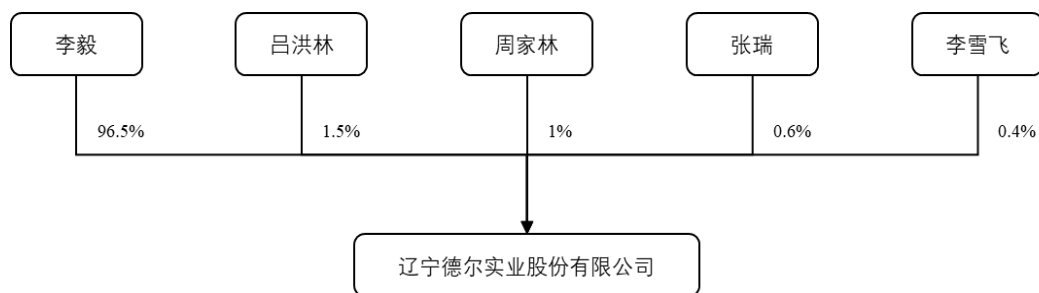 李毅
吕洪林
周家林
张瑞
李雪飞
96.5%
1.5%
1%
0.6%
0.4%
辽宁德尔实业股份有限公司